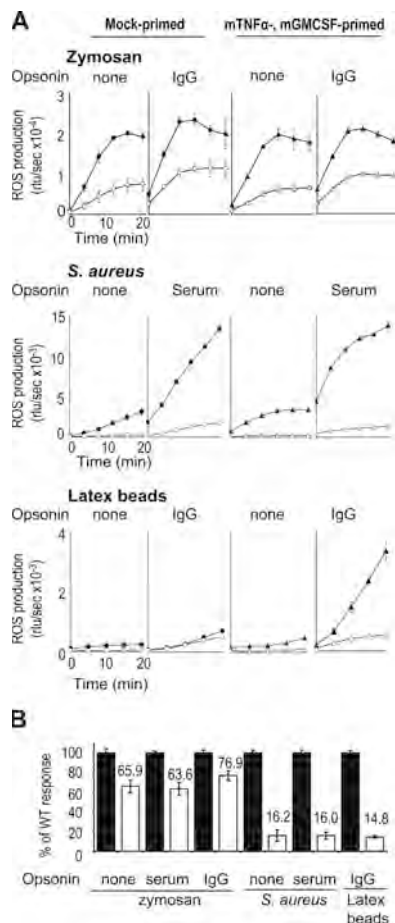 A
Mock-primed mTNFα-, mGMCSF-primed
Zymosan
Opsonin none IgG none IgG
ROS production
(rlu/sec x10⁻⁴)
3
2
1
0
0 10 20
Time (min)
S. aureus
Opsonin none Serum none Serum
ROS production
(rlu/sec x10⁻³)
15
10
5
0
0 10 20
Time (min)
Latex beads
Opsonin none IgG none IgG
ROS production
(rlu/sec x10⁻³)
4
2
0
0 10 20
Time (min)
B
% of WT response
100
80
60
40
20
0
65.9 63.6 76.9 16.2 16.0 14.8
Opsonin none serum IgG none serum IgG
zymosan S. aureus Latex
beads